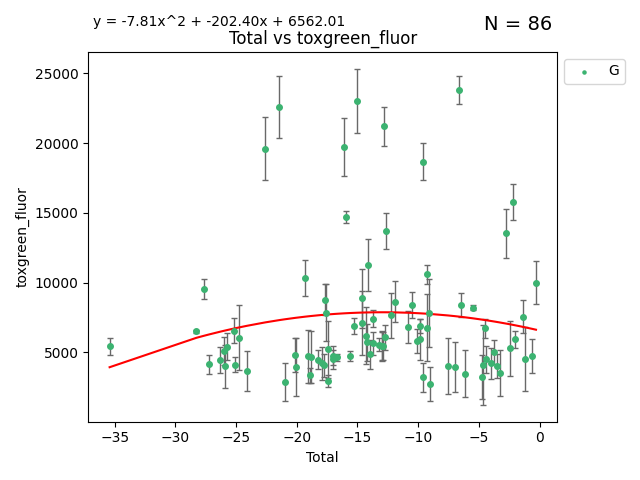 y = -7.81x^2 + -202.40x + 6562.01
N = 86
Total vs toxgreen_fluor
G
25000
20000
15000
10000
5000
toxgreen_fluor
−35
−30
−25
−20
−15
−10
−5
0
Total